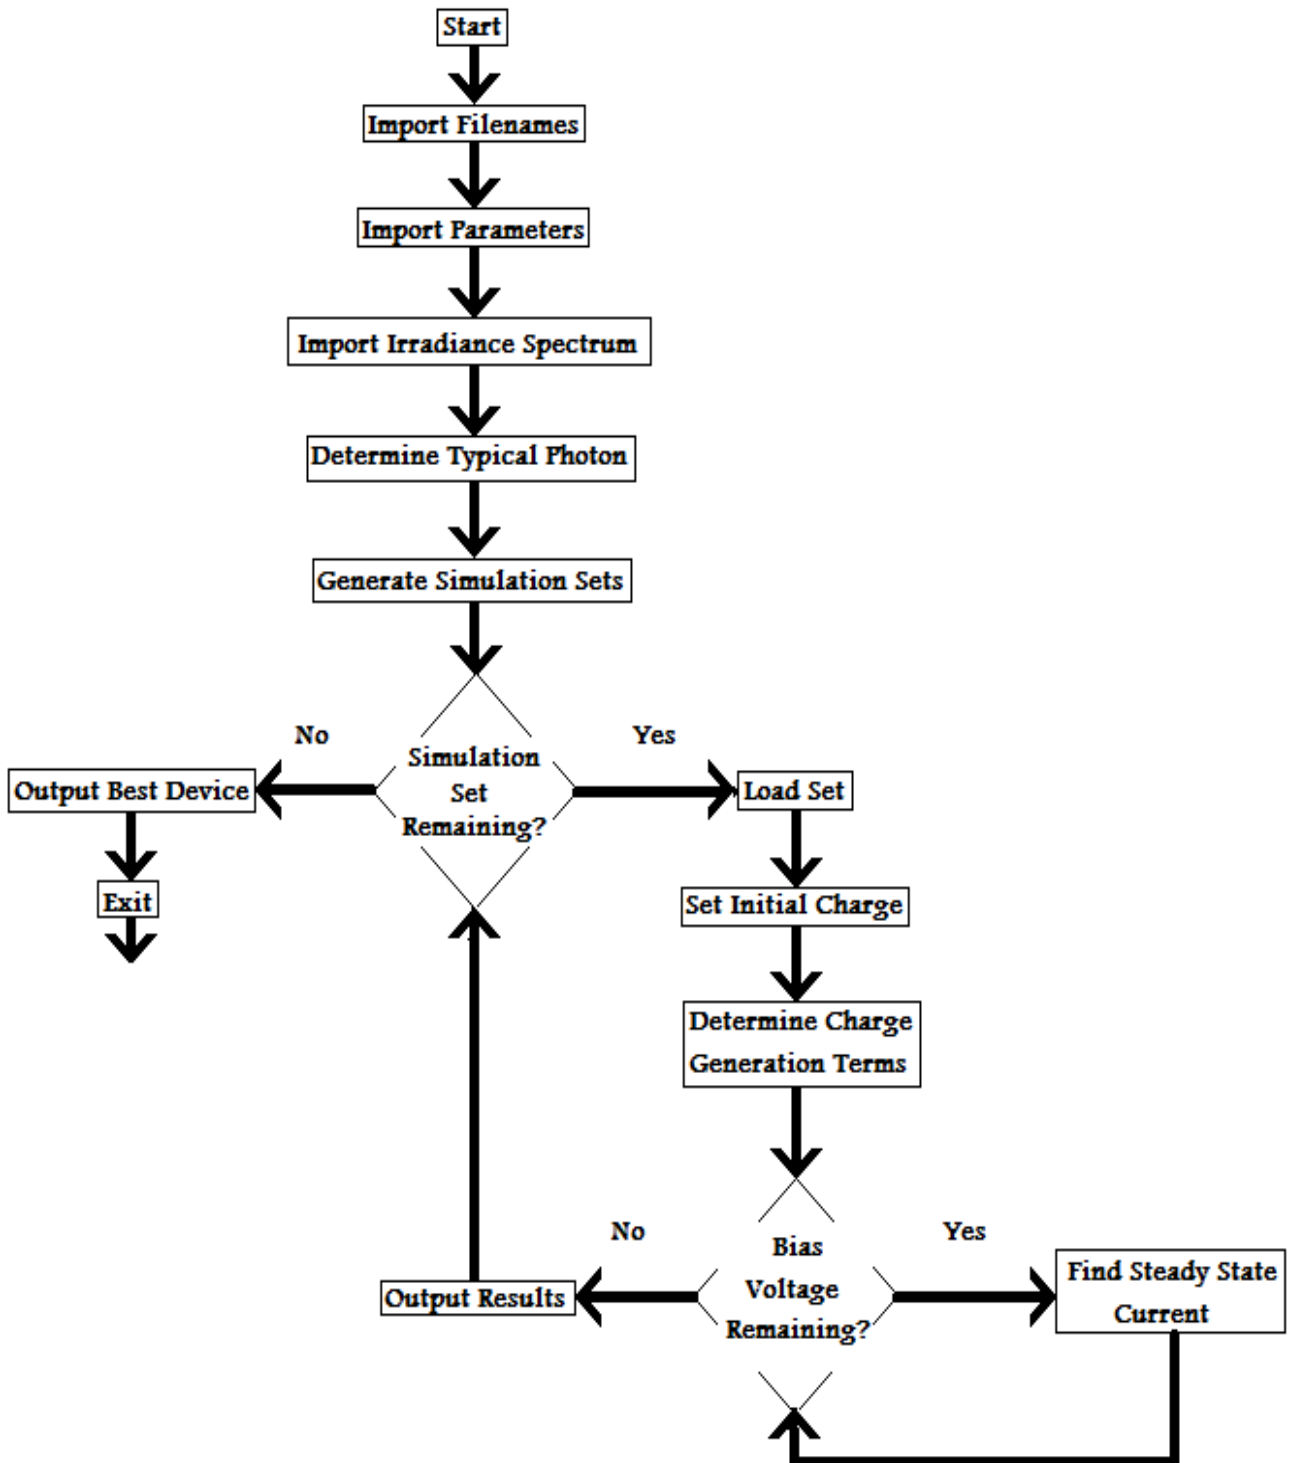 Start
Import Filenames
Import Parameters
Import Irradiance Spectrum
Determine Typical Photon
Generate Simulation Sets
No
Yes
Simulation
Set
Remaining?
Output Best Device
Load Set
Exit
Set Initial Charge
Determine Charge
Generation Terms
No
Yes
Bias
Voltage
Remaining?
Output Results
Find Steady State
Current